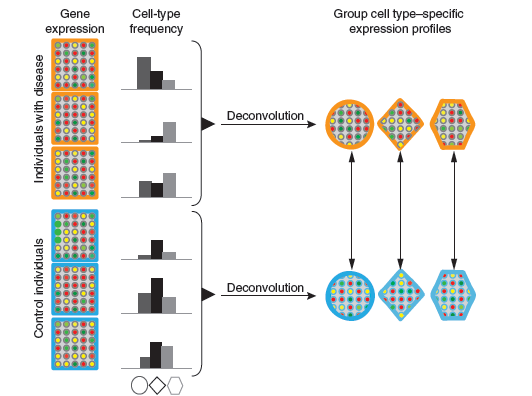 Gene
expression
Cell-type
frequency
Group cell type–specific
expression profiles
Individuals with disease
Deconvolution
Control individuals
Deconvolution